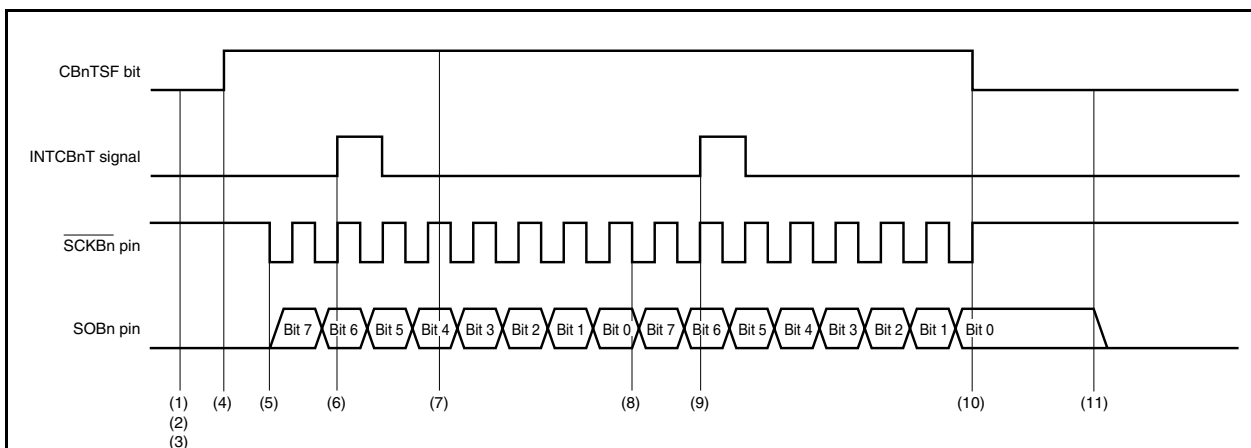 CBnTSF bit
INTCBnT signal
SCKBn pin
SOBn pin
Bit 7 Bit 6 Bit 5 Bit 4 Bit 3 Bit 2 Bit 1 Bit 0 Bit 7 Bit 6 Bit 5 Bit 4 Bit 3 Bit 2 Bit 1 Bit 0
(1) (4) (5) (6) (7) (8) (9) (10) (11)
(2)
(3)